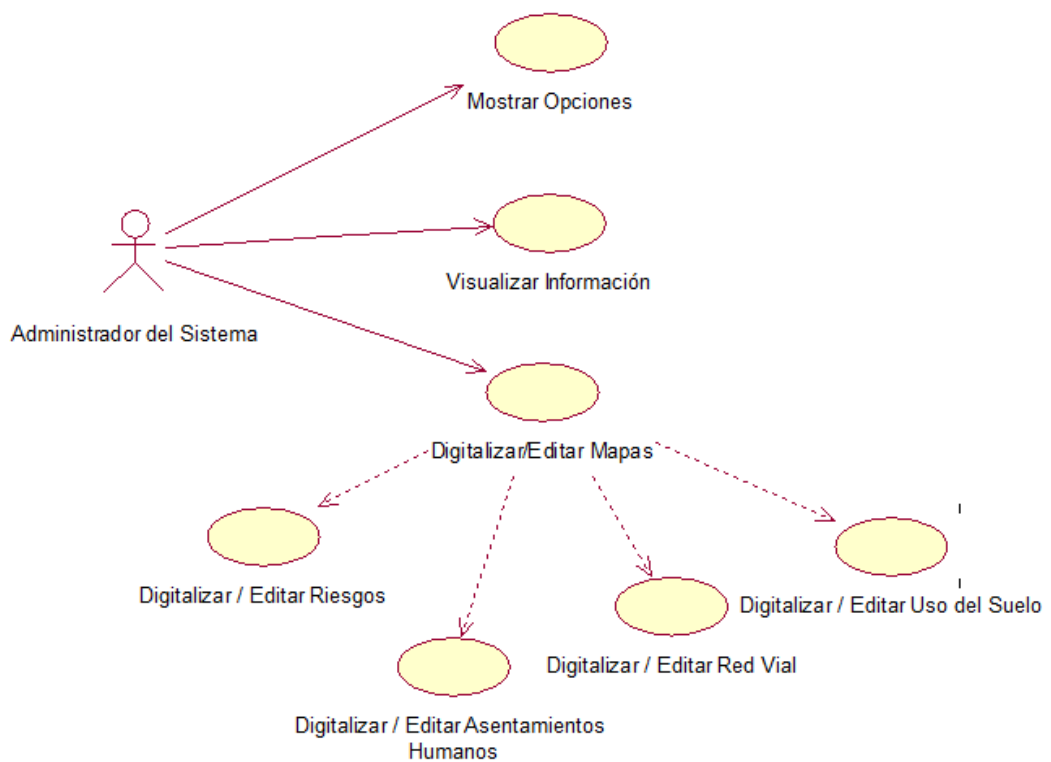 Mostrar Opciones
Visualizar Información
Administrador del Sistema
Digitalizar/Editar Mapas
Digitalizar / Editar Riesgos
Digitalizar / Editar Uso del Suelo
Digitalizar / Editar Red Vial
Digitalizar / Editar Asentamientos
Humanos